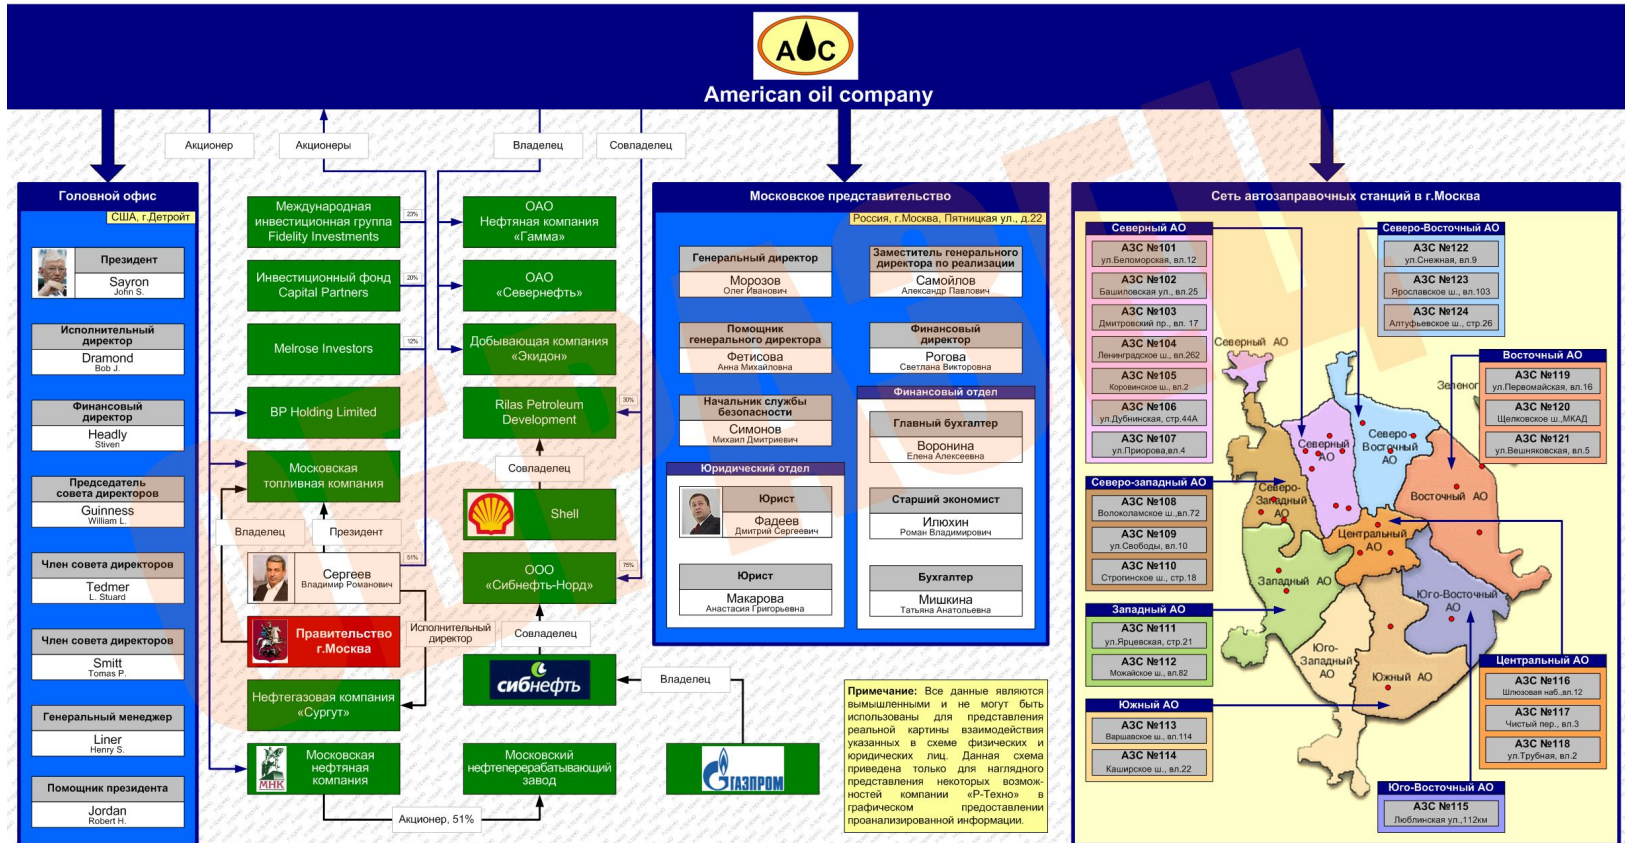 АОС
American oil company
Акционер
Акционеры
Владелец
Совладелец
Головной офис
США, г.Детройт
Президент
Sayron
John S.
Исполнительный
директор
Dramond
Bob J.
Финансовый
директор
Headly
Stiven
Председатель
совета директоров
Guinness
William L.
Член совета директоров
Tedmer
L. Stuard
Член совета директоров
Smitt
Tomas P.
Генеральный менеджер
Liner
Henry S.
Помощник президента
Jordan
Robert H.
Международная
инвестиционная группа
Fidelity Investments
23%
Инвестиционный фонд
Capital Partners
20%
Melrose Investors
12%
BP Holding Limited
Московская
топливная компания
Владелец
Президент
51%
Сергеев
Владимир Романович
Правительство
г.Москва
Исполнительный
директор
Нефтегазовая компания
«Сургут»
МНК
Московская
нефтяная
компания
Акционер, 51%
ОАО
Нефтяная компания
«Гамма»
ОАО
«Севернефть»
Добывающая компания
«Экидон»
Rilas Petroleum
Development
30%
Совладелец
Shell
ООО
«Сибнефть-Норд»
75%
Совладелец
сибнефть
Владелец
Московский
нефтеперерабатывающий
завод
ГАЗПРОМ
Московское представительство
Россия, г.Москва, Пятницкая ул., д.22
Генеральный директор
Морозов
Олег Иванович
Заместитель генерального
директора по реализации
Самойлов
Александр Павлович
Помощник
генерального директора
Фетисова
Анна Михайловна
Финансовый
директор
Рогова
Светлана Викторовна
Начальник службы
безопасности
Симонов
Михаил Дмитриевич
Финансовый отдел
Главный бухгалтер
Воронина
Елена Алексеевна
Юридический отдел
Юрист
Фадеев
Дмитрий Сергеевич
Старший экономист
Илюхин
Роман Владимирович
Юрист
Макарова
Анастасия Григорьевна
Бухгалтер
Мишкина
Татьяна Анатольевна
Примечание: Все данные являются
вымышленными и не могут быть
использованы для представления
реальной картины взаимодействия
указанных в схеме физических и
юридических лиц. Данная схема
приведена только для наглядного
представления некоторых возмож-
ностей компании «Р-Техно» в
графическом предоставлении
проанализированной информации.
Сеть автозаправочных станций в г.Москва
Северный АО
АЗС №101
ул.Беломорская, вл.12
АЗС №102
Башиловская ул., вл.25
АЗС №103
Дмитровский пр., вл. 17
АЗС №104
Ленинградское ш., вл.262
АЗС №105
Коровинское ш., вл.2
АЗС №106
ул.Дубнинская, стр.44А
АЗС №107
ул.Приорова,вл.4
Северо-западный АО
АЗС №108
Волоколамское ш.,вл.72
АЗС №109
ул.Свободы, вл.10
АЗС №110
Строгинское ш., стр.18
Западный АО
АЗС №111
ул.Ярцевская, стр.21
АЗС №112
Можайское ш., вл.82
Южный АО
АЗС №113
Варшавское ш., вл.114
АЗС №114
Каширское ш., вл.22
Северо-Восточный АО
АЗС №122
ул.Снежная, вл.9
АЗС №123
Ярославское ш., вл.103
АЗС №124
Алтуфьевское ш., стр.26
Восточный АО
АЗС №119
ул.Первомайская, вл.16
АЗС №120
Щелковское ш.,МКАД
АЗС №121
ул.Вешняковская, вл.5
Центральный АО
АЗС №116
Шлюзовая наб.,вл.12
АЗС №117
Чистый пер., вл.3
АЗС №118
ул.Трубная, вл.2
Юго-Восточный АО
АЗС №115
Люблинская ул.,112км
Северный АО
Зеленог
Северный
АО
Северо-
Восточный
АО
Северо-
Западный
АО
Восточный АО
Центральный
АО
Западный АО
Юго-Восточный
АО
Юго-
Западный
АО
Южный АО
ОБРАЗЕЦ